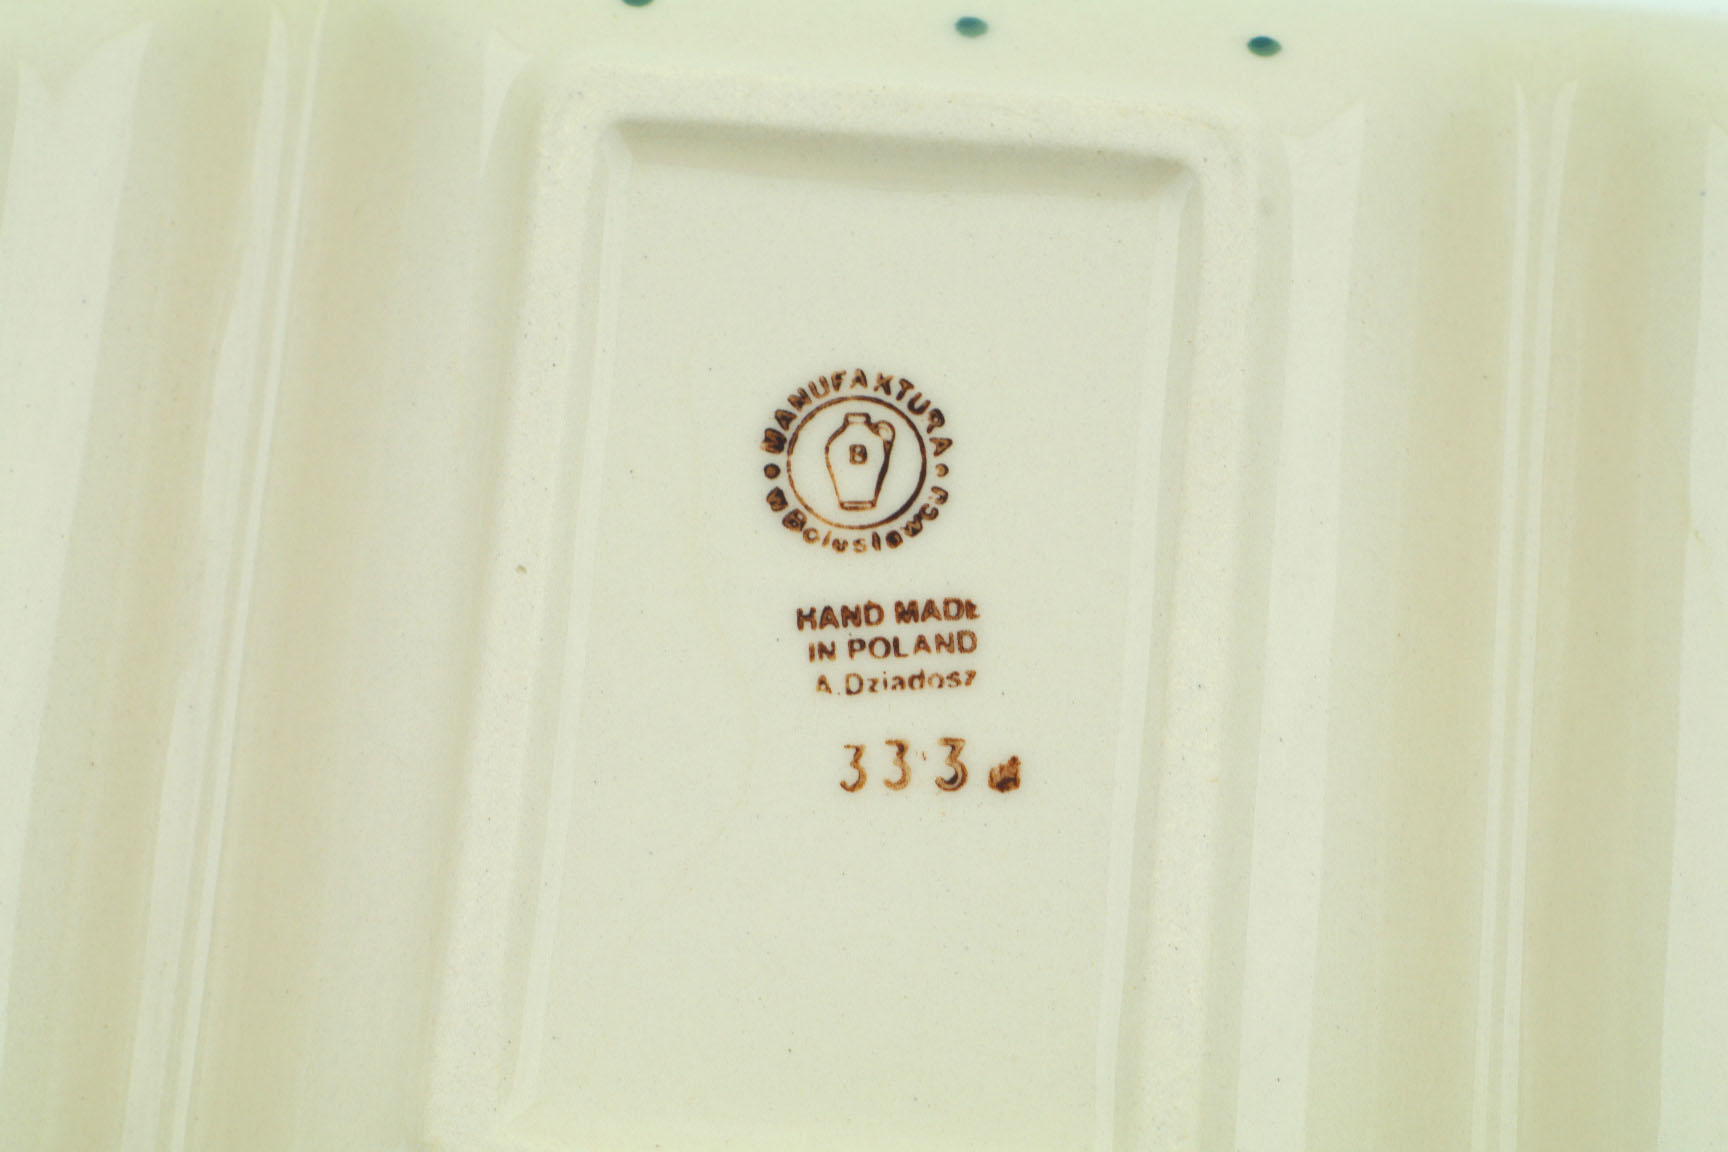 MANUFAKTURA
w Bolesławcu
B
HAND MADE
IN POLAND
A.Dziadosz
333